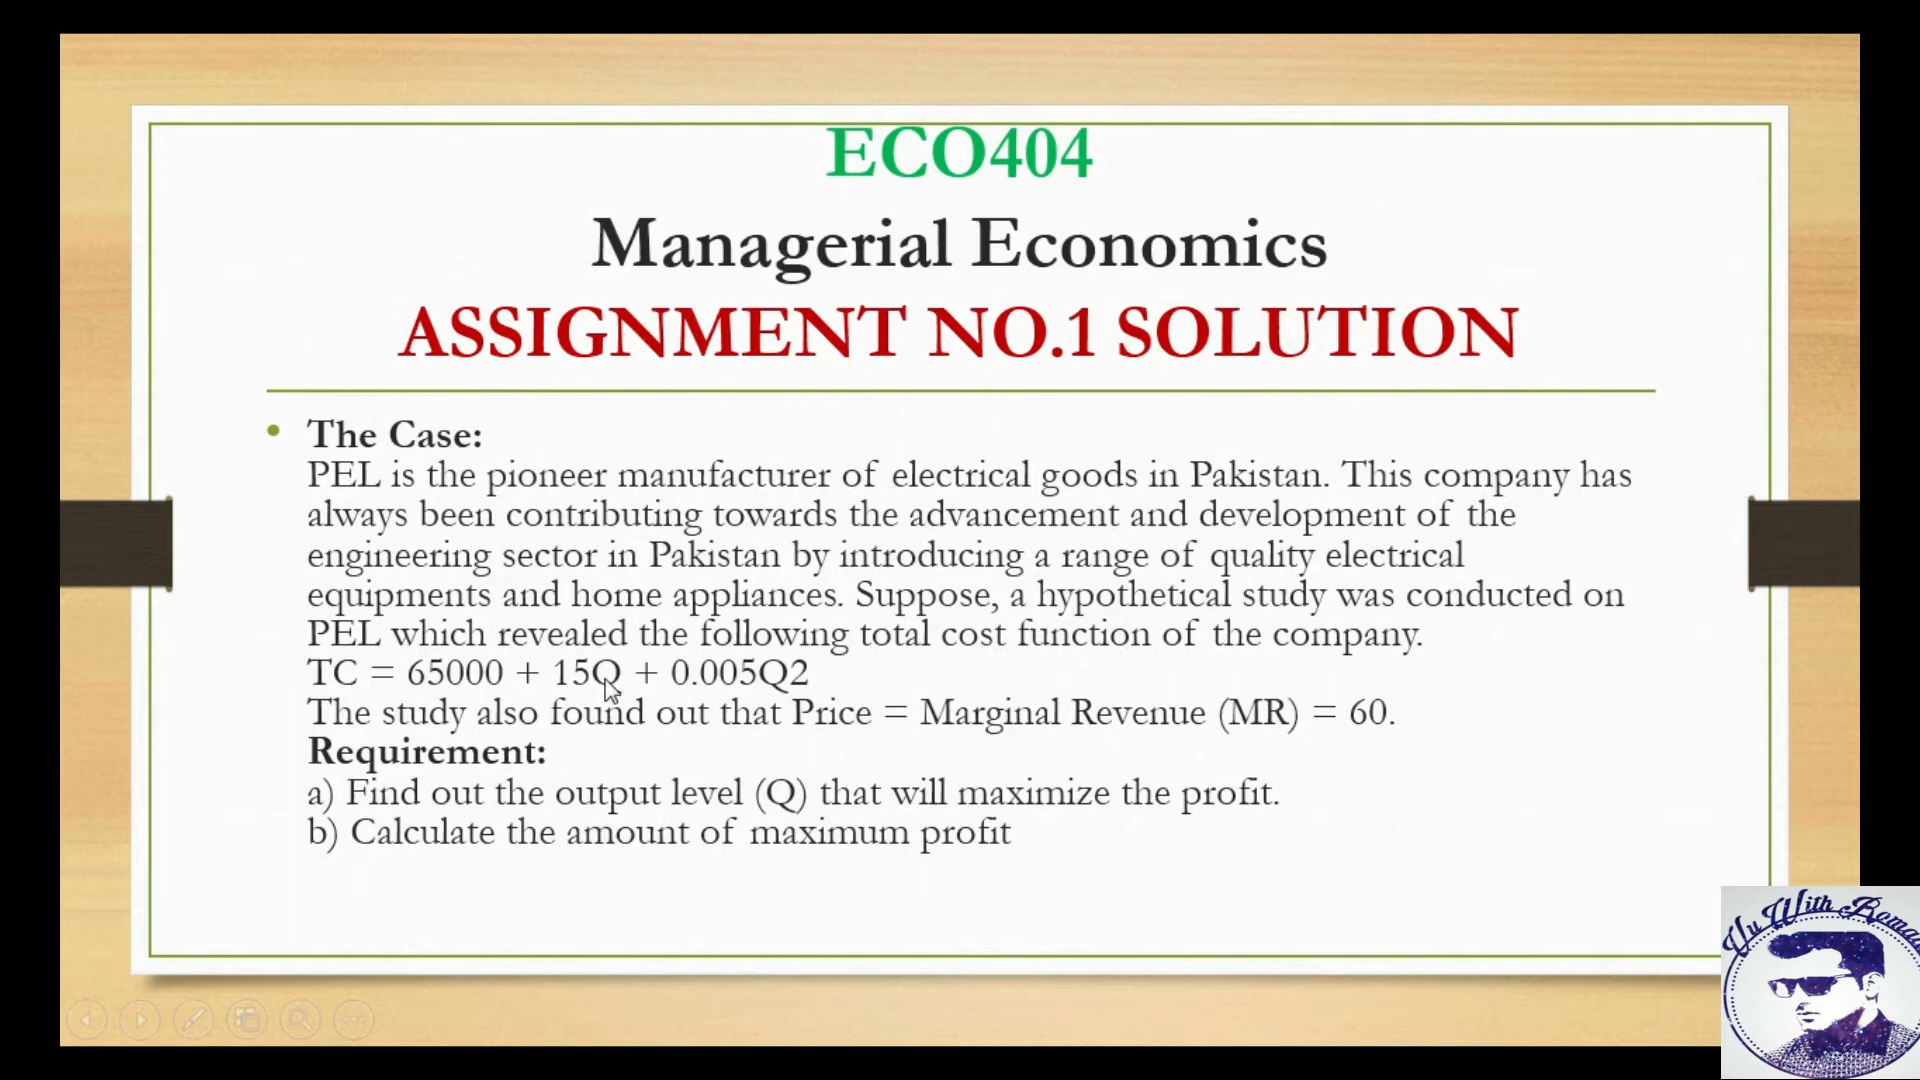 ECO404
Managerial Economics
ASSIGNMENT NO.1 SOLUTION
• The Case:
PEL is the pioneer manufacturer of electrical goods in Pakistan. This company has
always been contributing towards the advancement and development of the
engineering sector in Pakistan by introducing a range of quality electrical
equipments and home appliances. Suppose, a hypothetical study was conducted on
PEL which revealed the following total cost function of the company.
TC = 65000 + 15Q + 0.005Q2
The study also found out that Price = Marginal Revenue (MR) = 60.
Requirement:
a) Find out the output level (Q) that will maximize the profit.
b) Calculate the amount of maximum profit
Vu With